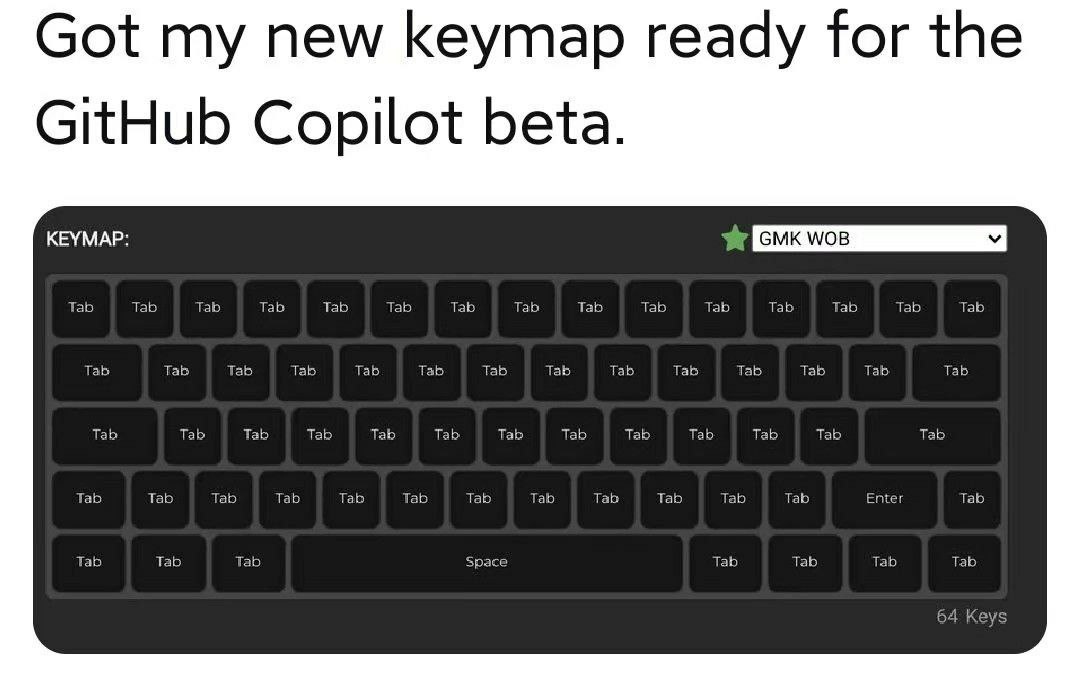 Got my new keymap ready for the
GitHub Copilot beta.
KEYMAP: GMK WOB
Tab Tab Tab Tab Tab Tab Tab Tab Tab Tab Tab Tab Tab Tab Tab
Tab Tab Tab Tab Tab Tab Tab Tab Tab Tab Tab Tab Tab Tab
Tab Tab Tab Tab Tab Tab Tab Tab Tab Tab Tab Tab Tab
Tab Tab Tab Tab Tab Tab Tab Tab Tab Tab Tab Tab Enter Tab
Tab Tab Tab Space Tab Tab Tab Tab
64 Keys